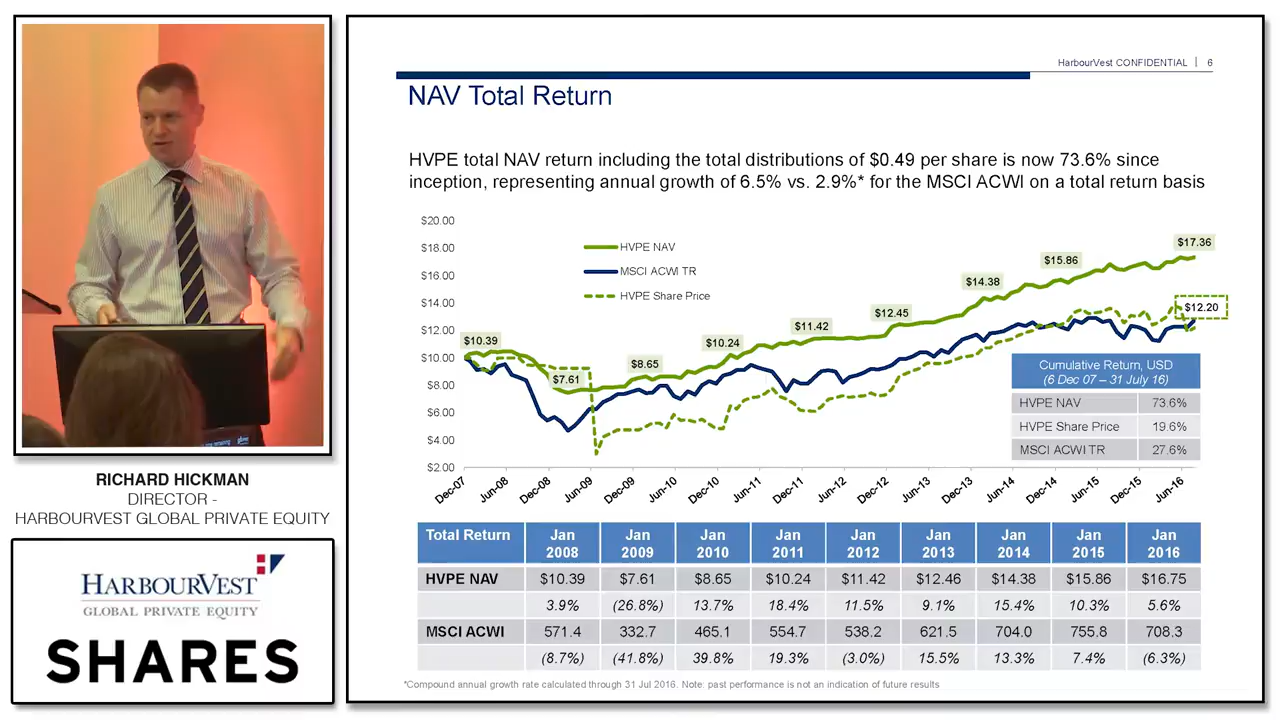 HarbourVest CONFIDENTIAL | 6
NAV Total Return
HVPE total NAV return including the total distributions of $0.49 per share is now 73.6% since
inception, representing annual growth of 6.5% vs. 2.9%* for the MSCI ACWI on a total return basis
$20.00
$18.00
$16.00
$14.00
$12.00
$10.00
$8.00
$6.00
$4.00
$2.00
HVPE NAV
MSCI ACWI TR
HVPE Share Price
$10.39
$7.61
$8.65
$10.24
$11.42
$12.45
$14.38
$15.86
$17.36
$12.20
Cumulative Return, USD
(6 Dec 07 – 31 July 16)
HVPE NAV 73.6%
HVPE Share Price 19.6%
MSCI ACWI TR 27.6%
Dec-07 Jun-08 Dec-08 Jun-09 Dec-09 Jun-10 Dec-10 Jun-11 Dec-11 Jun-12 Dec-12 Jun-13 Dec-13 Jun-14 Dec-14 Jun-15 Dec-15 Jun-16
Total Return Jan 2008 Jan 2009 Jan 2010 Jan 2011 Jan 2012 Jan 2013 Jan 2014 Jan 2015 Jan 2016
HVPE NAV $10.39 $7.61 $8.65 $10.24 $11.42 $12.46 $14.38 $15.86 $16.75
3.9% (26.8%) 13.7% 18.4% 11.5% 9.1% 15.4% 10.3% 5.6%
MSCI ACWI 571.4 332.7 465.1 554.7 538.2 621.5 704.0 755.8 708.3
(8.7%) (41.8%) 39.8% 19.3% (3.0%) 15.5% 13.3% 7.4% (6.3%)
*Compound annual growth rate calculated through 31 Jul 2016. Note: past performance is not an indication of future results
RICHARD HICKMAN
DIRECTOR -
HARBOURVEST GLOBAL PRIVATE EQUITY
HARBOURVEST
GLOBAL PRIVATE EQUITY
SHARES